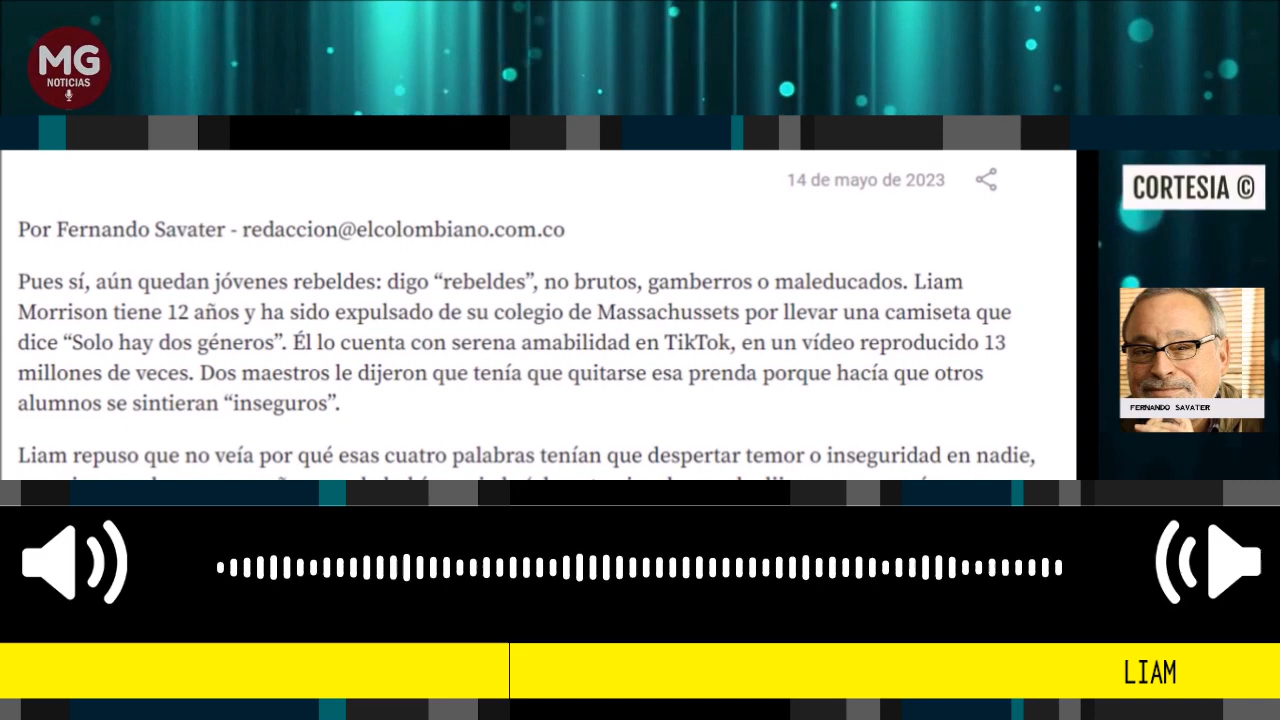 MG
NOTICIAS
14 de mayo de 2023
CORTESIA ©
Por Fernando Savater - redaccion@elcolombiano.com.co
Pues sí, aún quedan jóvenes rebeldes: digo “rebeldes”, no brutos, gamberros o maleducados. Liam
Morrison tiene 12 años y ha sido expulsado de su colegio de Massachussets por llevar una camiseta que
dice “Solo hay dos géneros”. Él lo cuenta con serena amabilidad en TikTok, en un vídeo reproducido 13
millones de veces. Dos maestros le dijeron que tenía que quitarse esa prenda porque hacía que otros
alumnos se sintieran “inseguros”.
FERNANDO SAVATER
Liam repuso que no veía por qué esas cuatro palabras tenían que despertar temor o inseguridad en nadie,
LIAM